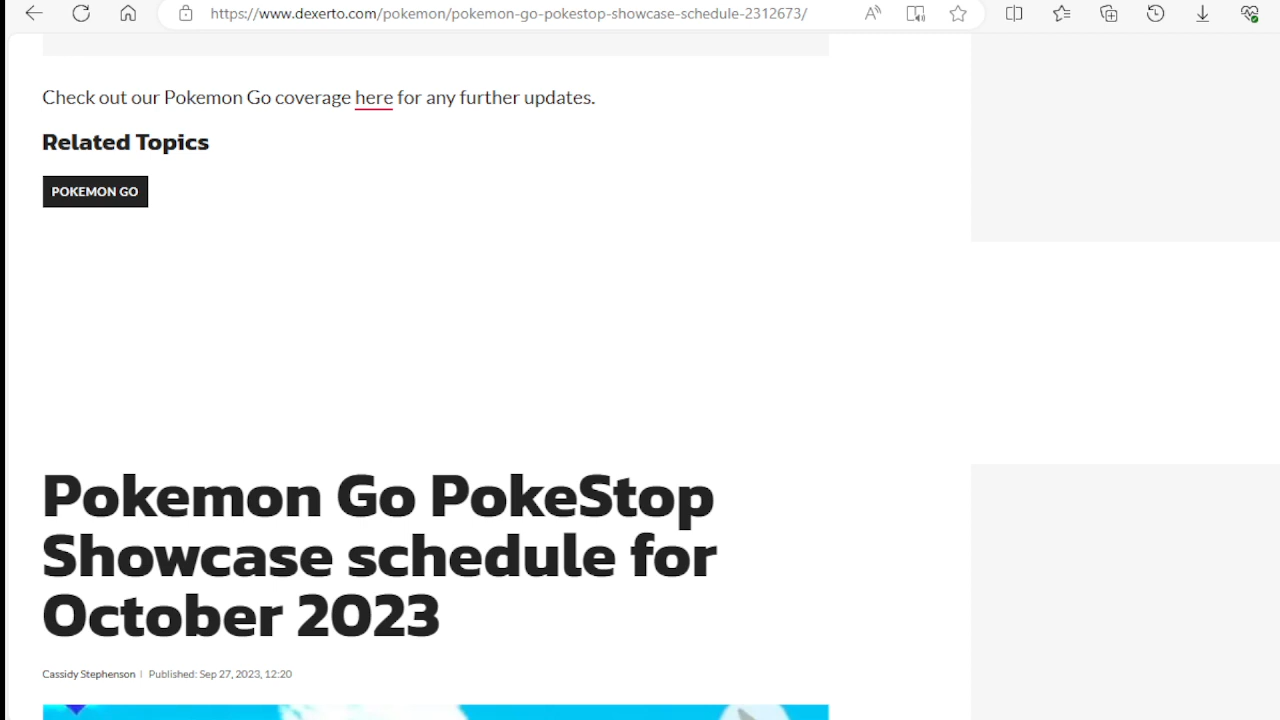 https://www.dexerto.com/pokemon/pokemon-go-pokestop-showcase-schedule-2312673/
Check out our Pokemon Go coverage here for any further updates.
Related Topics
POKEMON GO
Pokemon Go PokeStop
Showcase schedule for
October 2023
Cassidy Stephenson | Published: Sep 27, 2023, 12:20